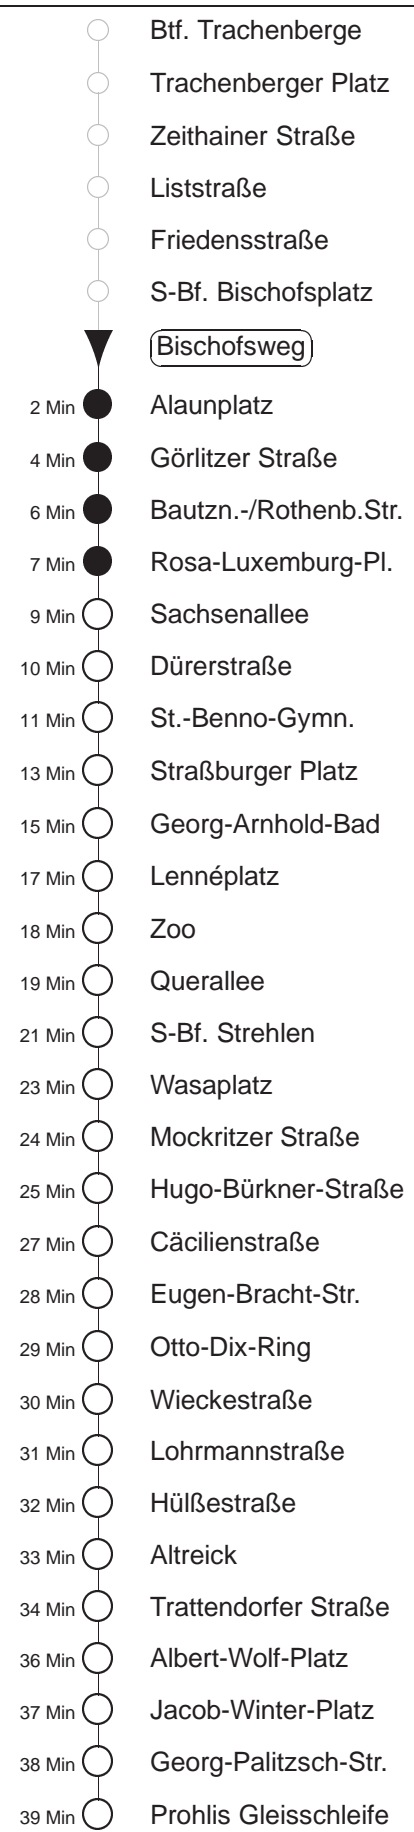 Btf. Trachenberge
Trachenberger Platz
Zeithainer Straße
Liststraße
Friedensstraße
S-Bf. Bischofsplatz
Bischofsweg
2 Min Alaunplatz
4 Min Görlitzer Straße
6 Min Bautzn.-/Rothenb.Str.
7 Min Rosa-Luxemburg-Pl.
9 Min Sachsenallee
10 Min Dürerstraße
11 Min St.-Benno-Gymn.
13 Min Straßburger Platz
15 Min Georg-Arnhold-Bad
17 Min Lennéplatz
18 Min Zoo
19 Min Querallee
21 Min S-Bf. Strehlen
23 Min Wasaplatz
24 Min Mockritzer Straße
25 Min Hugo-Bürkner-Straße
27 Min Cäcilienstraße
28 Min Eugen-Bracht-Str.
29 Min Otto-Dix-Ring
30 Min Wieckestraße
31 Min Lohrmannstraße
32 Min Hülßestraße
33 Min Altreick
34 Min Trattendorfer Straße
36 Min Albert-Wolf-Platz
37 Min Jacob-Winter-Platz
38 Min Georg-Palitzsch-Str.
39 Min Prohlis Gleisschleife